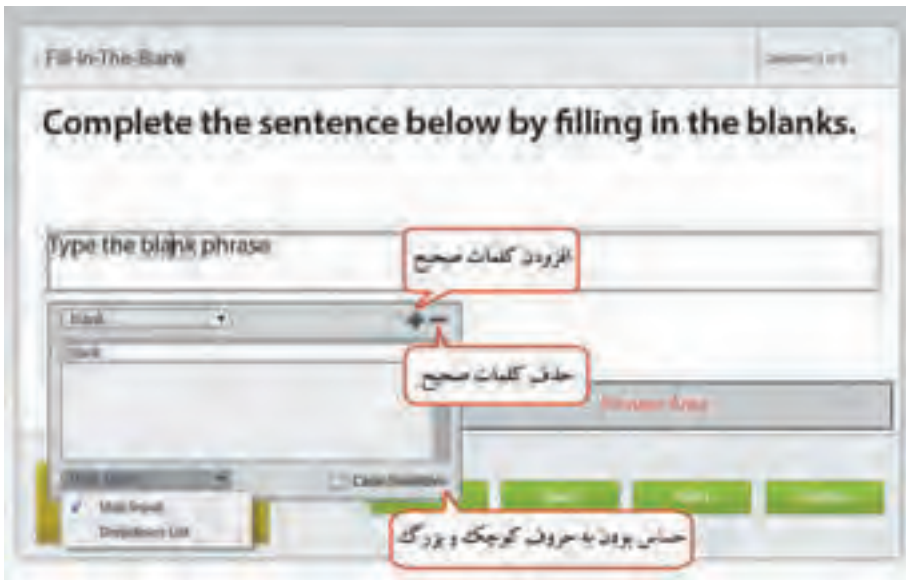 Fill-In-The-Blank
Complete the sentence below by filling in the blanks.
Type the blank phrase
افزودن کلمات صحیح
blank
blank
حذف کلمات صحیح
Review Area
User Input
Case-Sensitive
User Input
Dropdown List
حساس بودن به حروف کوچک و بزرگ